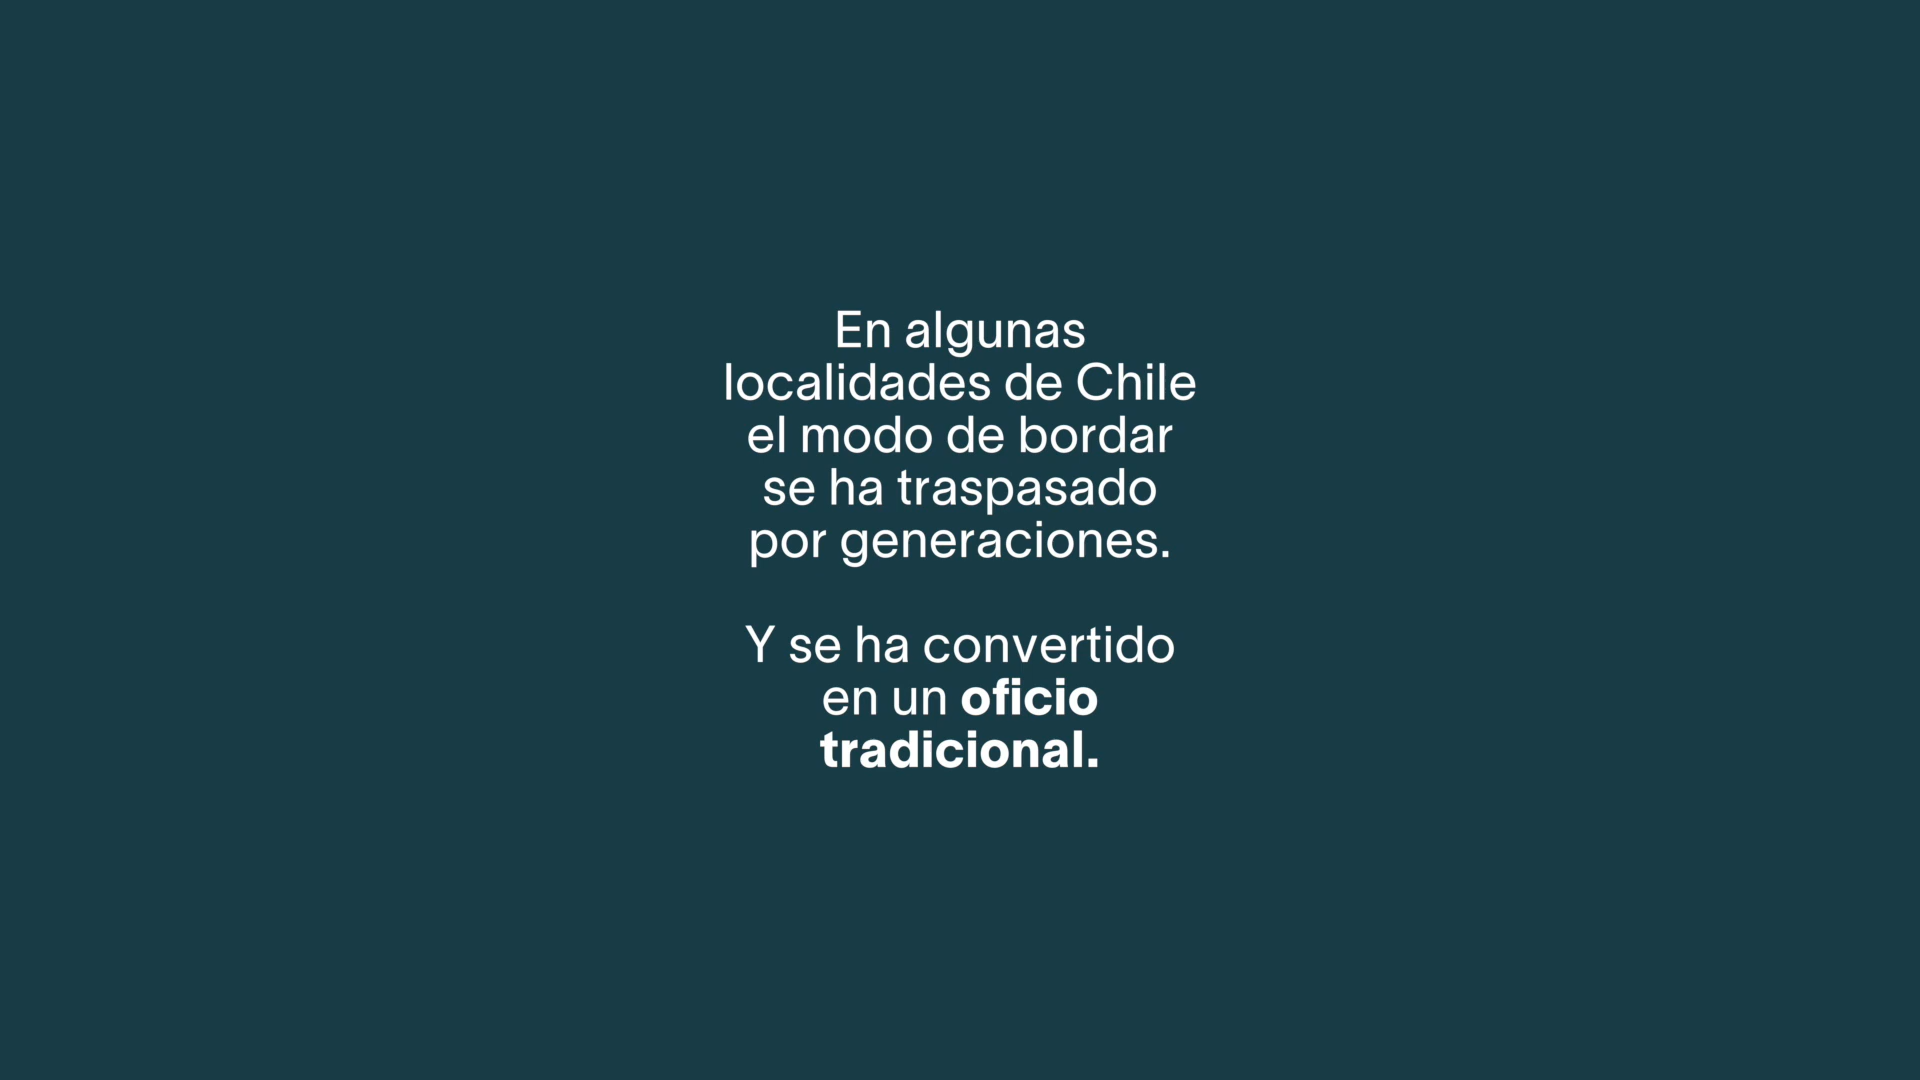 En algunas
localidades de Chile
el modo de bordar
se ha traspasado
por generaciones.
Y se ha convertido
en un oficio
tradicional.